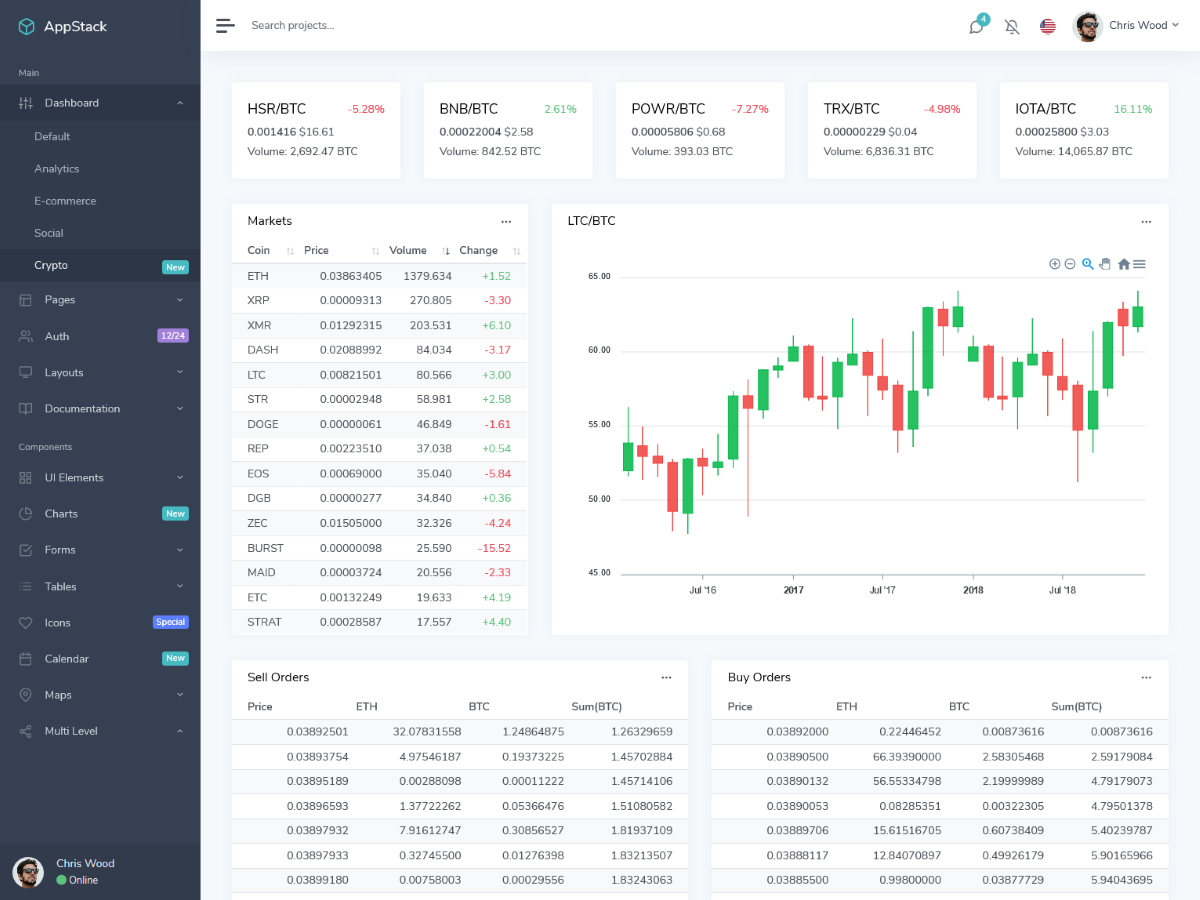 AppStack
Search projects...
4
Chris Wood
Main
Dashboard
Default
Analytics
E-commerce
Social
Crypto New
Pages
Auth 12/24
Layouts
Documentation
Components
UI Elements
Charts New
Forms
Tables
Icons Special
Calendar New
Maps
Multi Level
Chris Wood
Online
HSR/BTC -5.28%
0.001416 $16.61
Volume: 2,692.47 BTC
BNB/BTC 2.61%
0.00022004 $2.58
Volume: 842.52 BTC
POWR/BTC -7.27%
0.00005806 $0.68
Volume: 393.03 BTC
TRX/BTC -4.98%
0.00000229 $0.04
Volume: 6,836.31 BTC
IOTA/BTC 16.11%
0.00025800 $3.03
Volume: 14,065.87 BTC
Markets
Coin Price Volume Change
ETH 0.03863405 1379.634 +1.52
XRP 0.00009313 270.805 -3.30
XMR 0.01292315 203.531 +6.10
DASH 0.02088992 84.034 -3.17
LTC 0.00821501 80.566 +3.00
STR 0.00002948 58.981 +2.58
DOGE 0.00000061 46.849 -1.61
REP 0.00223510 37.038 +0.54
EOS 0.00069000 35.040 -5.84
DGB 0.00000277 34.840 +0.36
ZEC 0.01505000 32.326 -4.24
BURST 0.00000098 25.590 -15.52
MAID 0.00003724 20.556 -2.33
ETC 0.00132249 19.633 +4.19
STRAT 0.00028587 17.557 +4.40
LTC/BTC
65.00
60.00
55.00
50.00
45.00
Jul '16 2017 Jul '17 2018 Jul '18
Sell Orders
Price ETH BTC Sum(BTC)
0.03892501 32.07831558 1.24864875 1.26329659
0.03893754 4.97546187 0.19373225 1.45702884
0.03895189 0.00288098 0.00011222 1.45714106
0.03896593 1.37722262 0.05366476 1.51080582
0.03897932 7.91612747 0.30856527 1.81937109
0.03897933 0.32745500 0.01276398 1.83213507
0.03899180 0.00758003 0.00029556 1.83243063
Buy Orders
Price ETH BTC Sum(BTC)
0.03892000 0.22446452 0.00873616 0.00873616
0.03890500 66.39390000 2.58305468 2.59179084
0.03890132 56.55334798 2.19999989 4.79179073
0.03890053 0.08285351 0.00322305 4.79501378
0.03889706 15.61516705 0.60738409 5.40239787
0.03888117 12.84070897 0.49926179 5.90165966
0.03885500 0.99800000 0.03877729 5.94043695